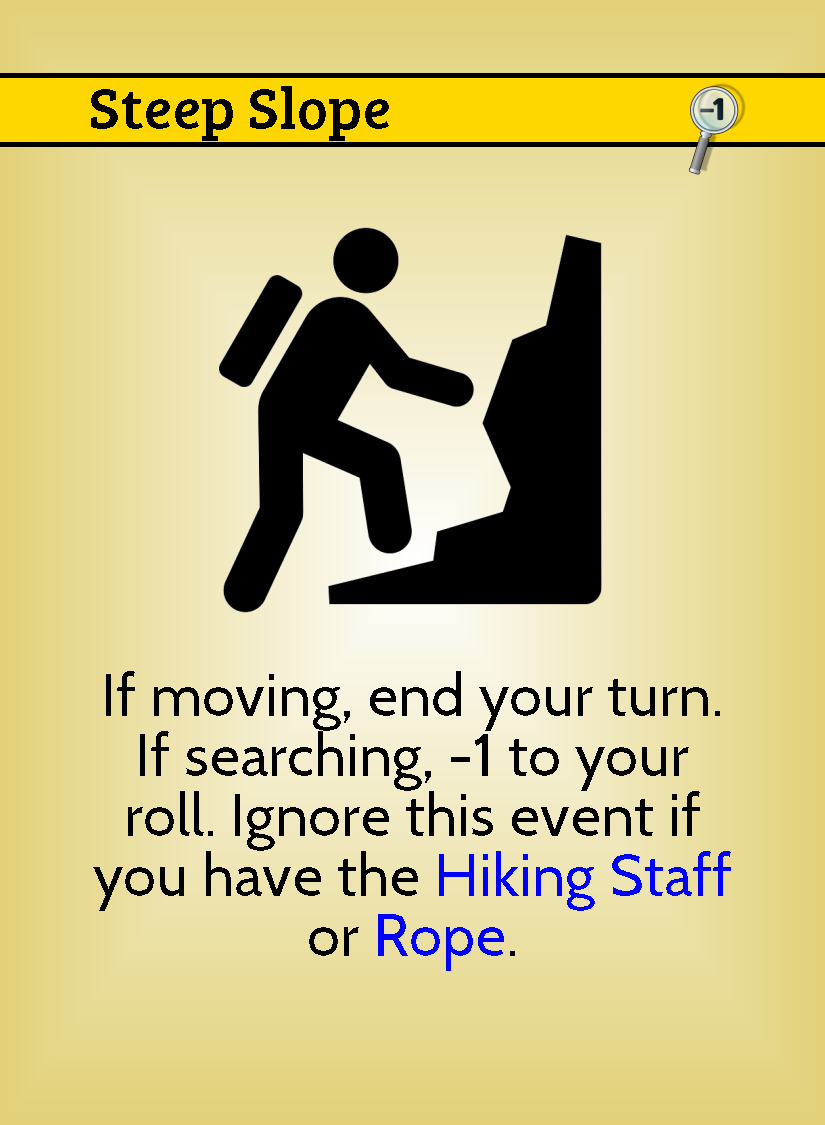 Steep Slope
-1
If moving, end your turn.
If searching, -1 to your
roll. Ignore this event if
you have the Hiking Staff
or Rope.